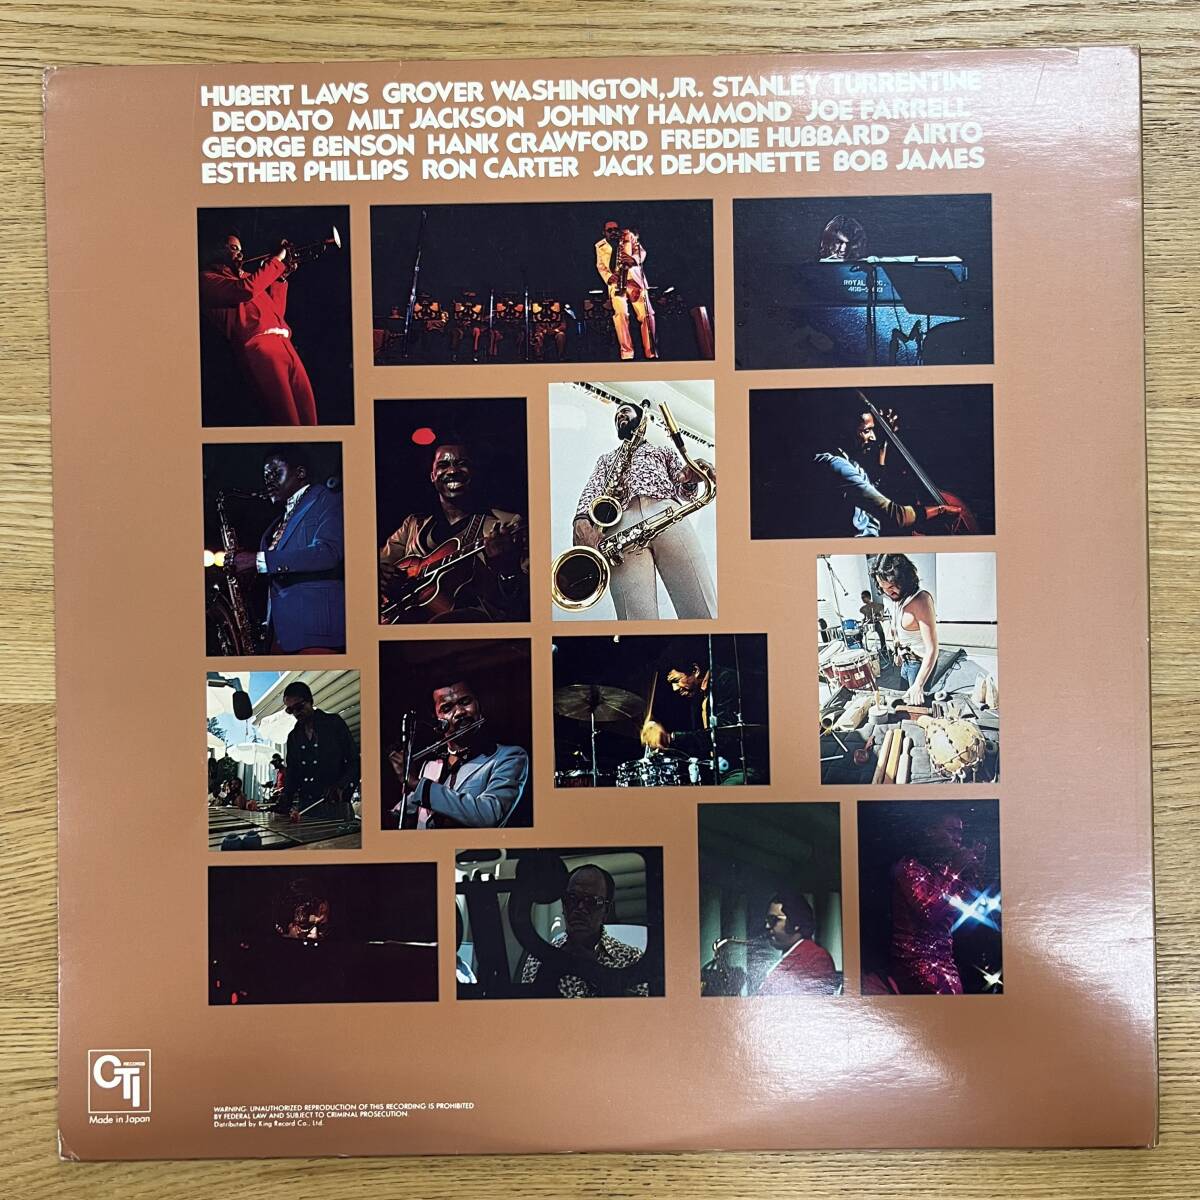 HUBERT LAWS GROVER WASHINGTON, JR. STANLEY TURRENTINE
DEODATO MILT JACKSON JOHNNY HAMMOND JOE FARRELL
GEORGE BENSON HANK CRAWFORD FREDDIE HUBBARD AIRTO
ESTHER PHILLIPS RON CARTER JACK DEJOHNETTE BOB JAMES
CTI
RECORDS
Made in Japan
WARNING. UNAUTHORIZED REPRODUCTION OF THIS RECORDING IS PROHIBITED
BY FEDERAL LAW AND SUBJECT TO CRIMINAL PROSECUTION.
Distributed by King Record Co., Ltd.